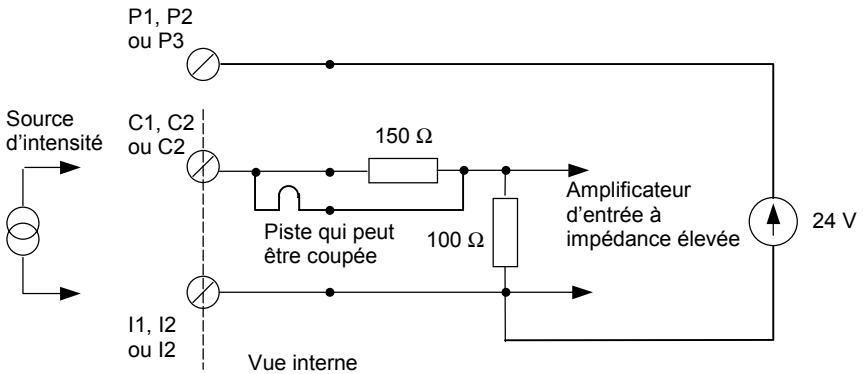 P1, P2
ou P3
Source
d'intensité
C1, C2
ou C2
150 Ω
Piste qui peut
être coupée
100 Ω
Amplificateur
d'entrée à
impédance élevée
24 V
I1, I2
ou I2
Vue interne